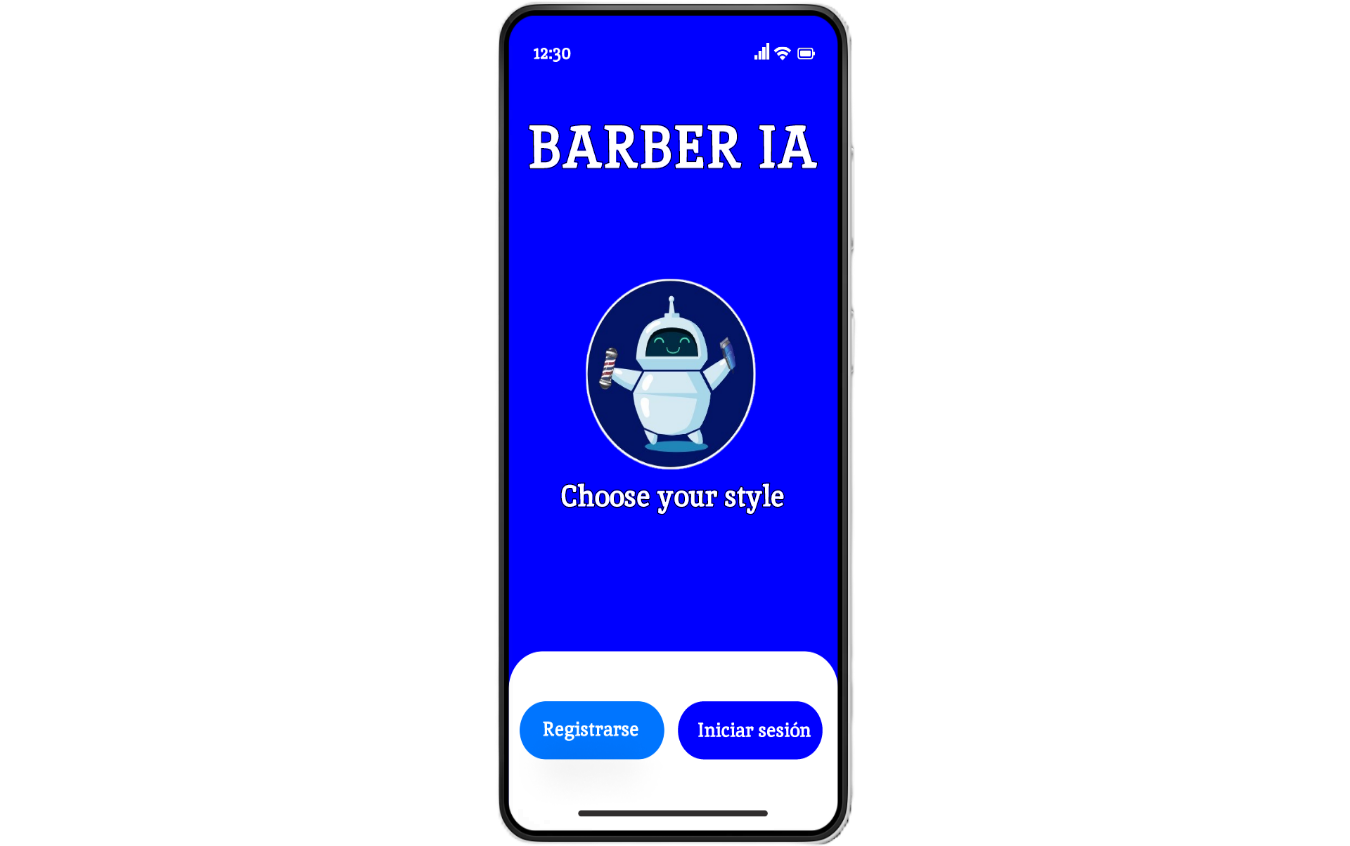 12:30
BARBER IA
Choose your style
Registrarse
Iniciar sesión